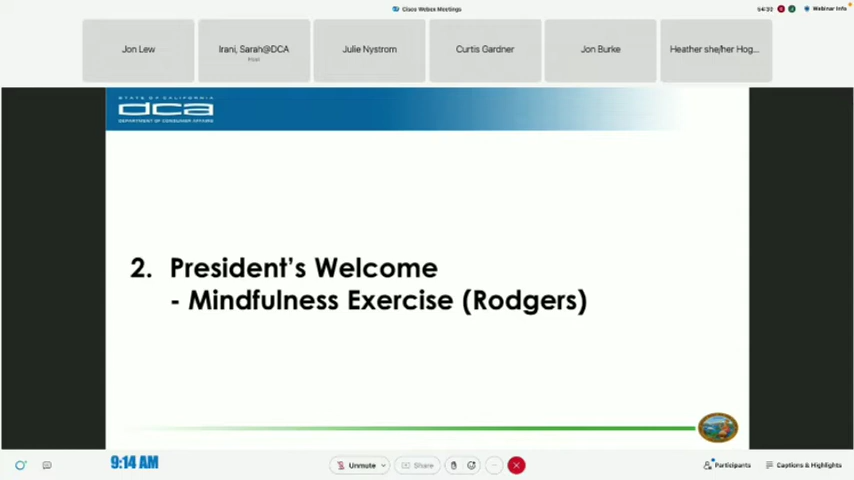 Cisco Webex Meetings
Webinar Info
Jon Lew
Irani, Sarah@DCA
Host
Julie Nystrom
Curtis Gardner
Jon Burke
Heather she/her Hog...
STATE OF CALIFORNIA
dca
DEPARTMENT OF CONSUMER AFFAIRS
2. President's Welcome
- Mindfulness Exercise (Rodgers)
9:14 AM
Unmute
Share
Participants
Captions & Highlights